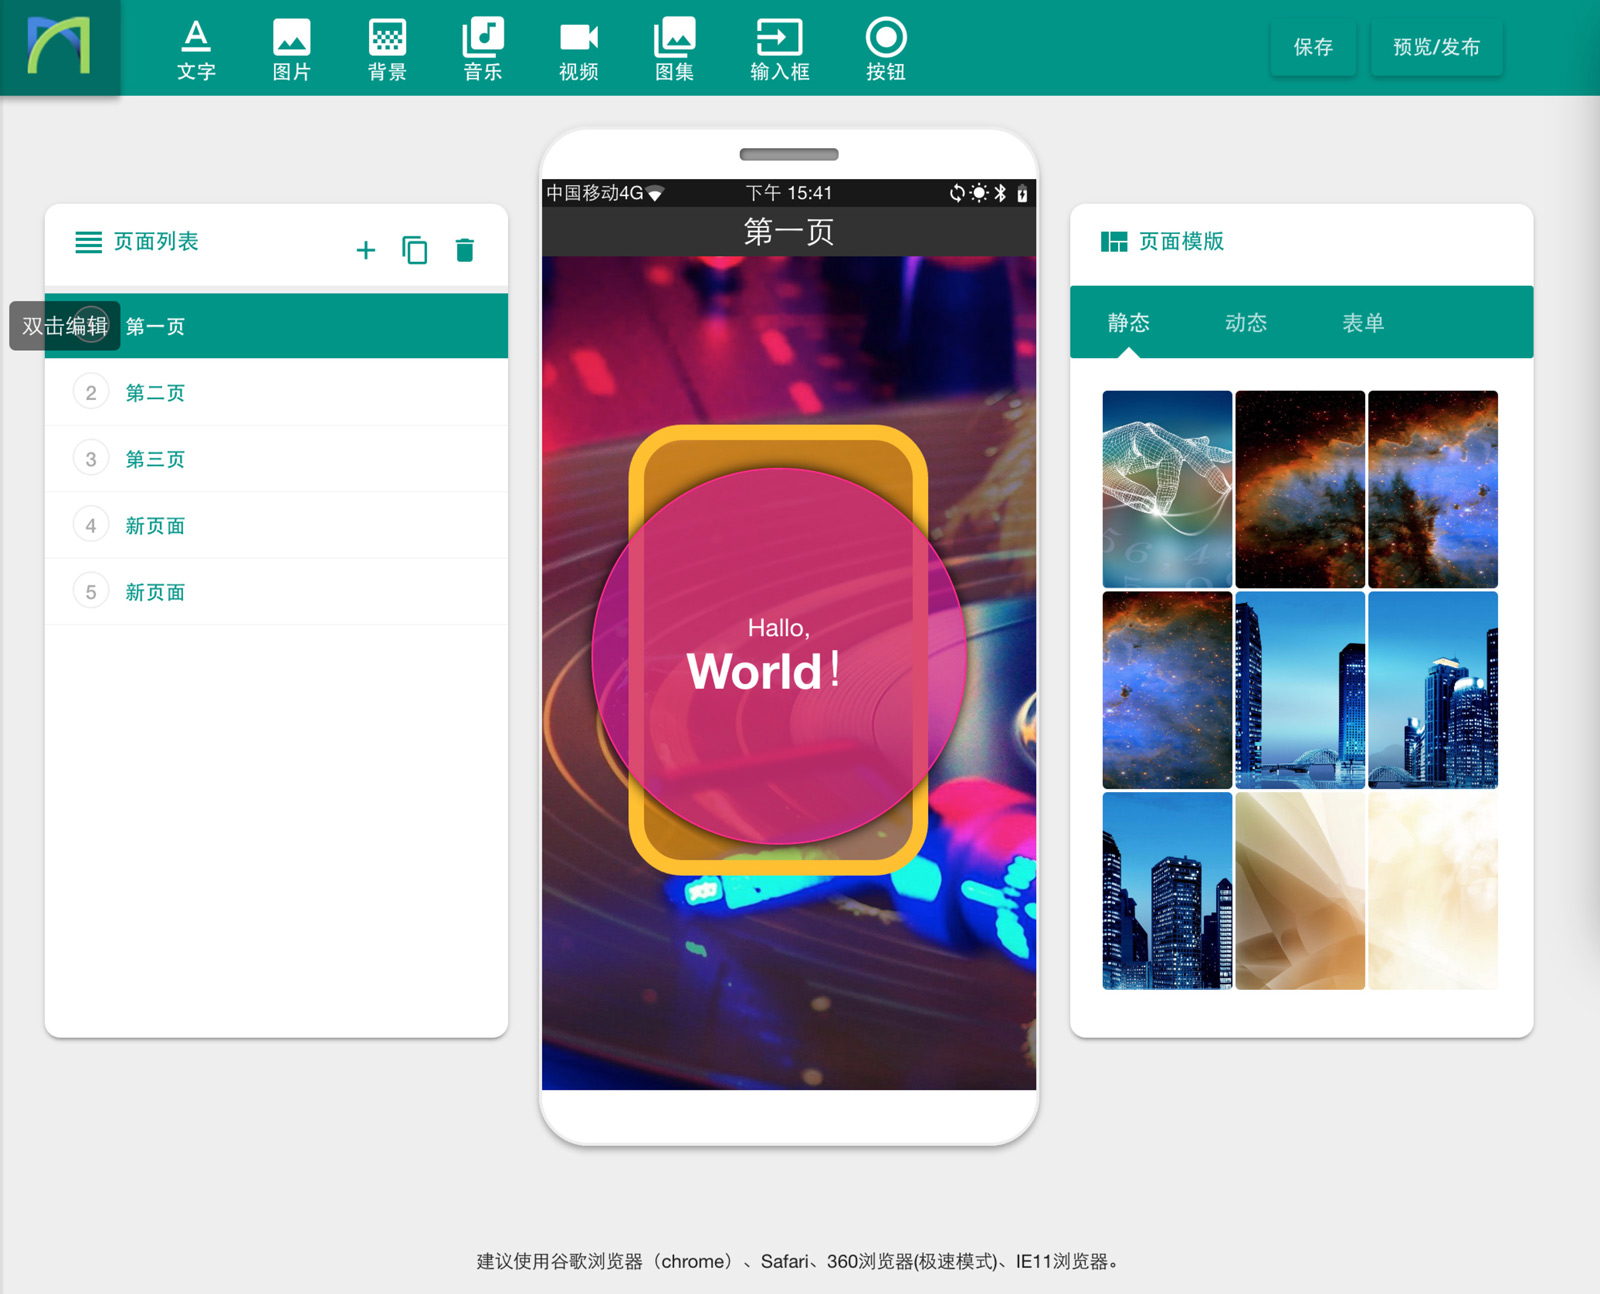 文字
图片
背景
音乐
视频
图集
输入框
按钮
保存
预览/发布
页面列表
双击编辑
第一页
2
第二页
3
第三页
4
新页面
5
新页面
中国移动4G
下午 15:41
第一页
Hallo,
World！
页面模版
静态
动态
表单
建议使用谷歌浏览器（chrome）、Safari、360浏览器(极速模式)、IE11浏览器。